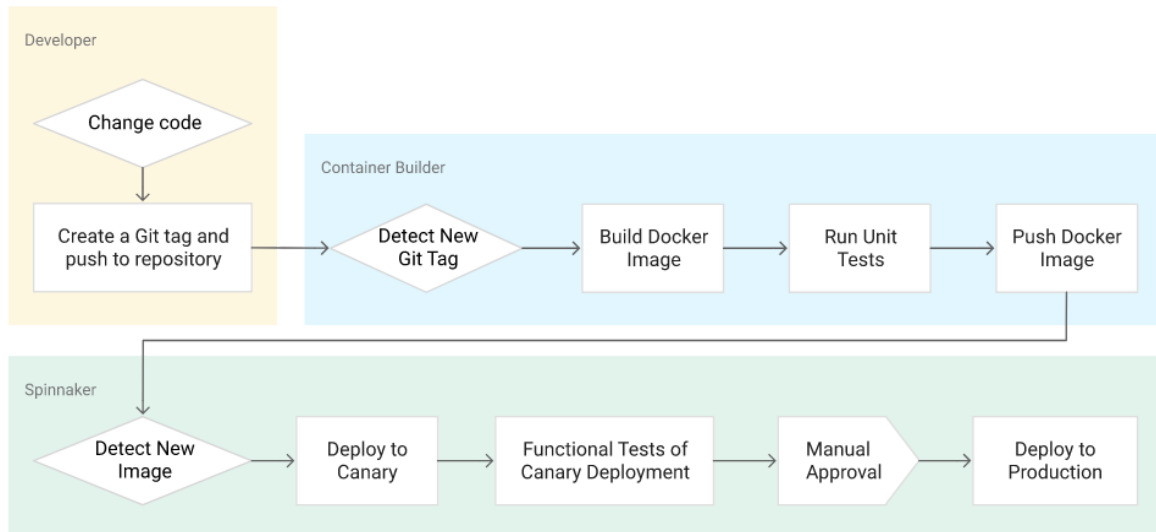 Developer
Change code
Create a Git tag and
push to repository
Container Builder
Detect New
Git Tag
Build Docker
Image
Run Unit
Tests
Push Docker
Image
Spinnaker
Detect New
Image
Deploy to
Canary
Functional Tests of
Canary Deployment
Manual
Approval
Deploy to
Production